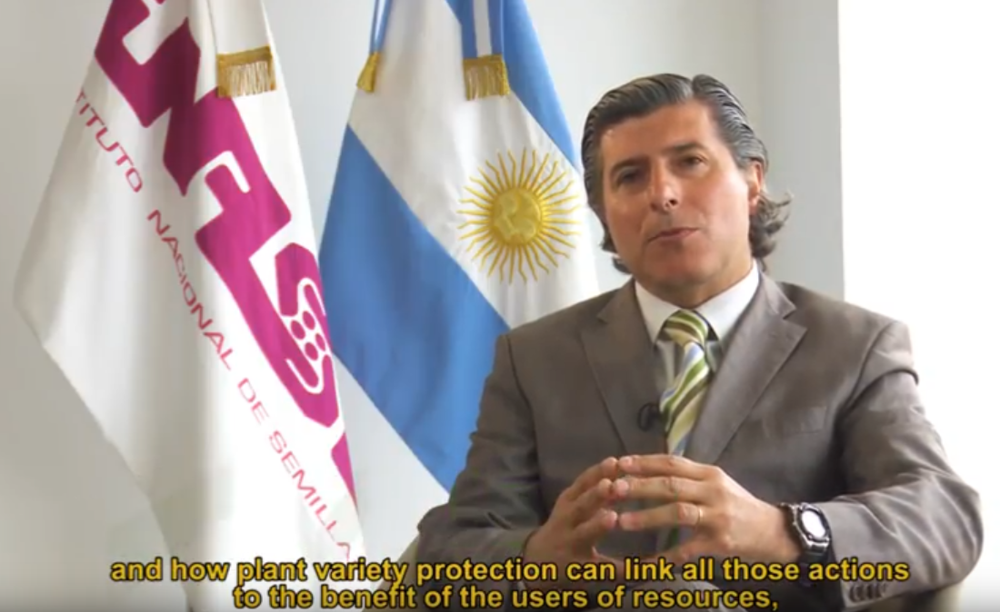 TITUTO NACIONAL DE SEMILLA
and how plant variety protection can link all those actions
to the benefit of the users of resources,